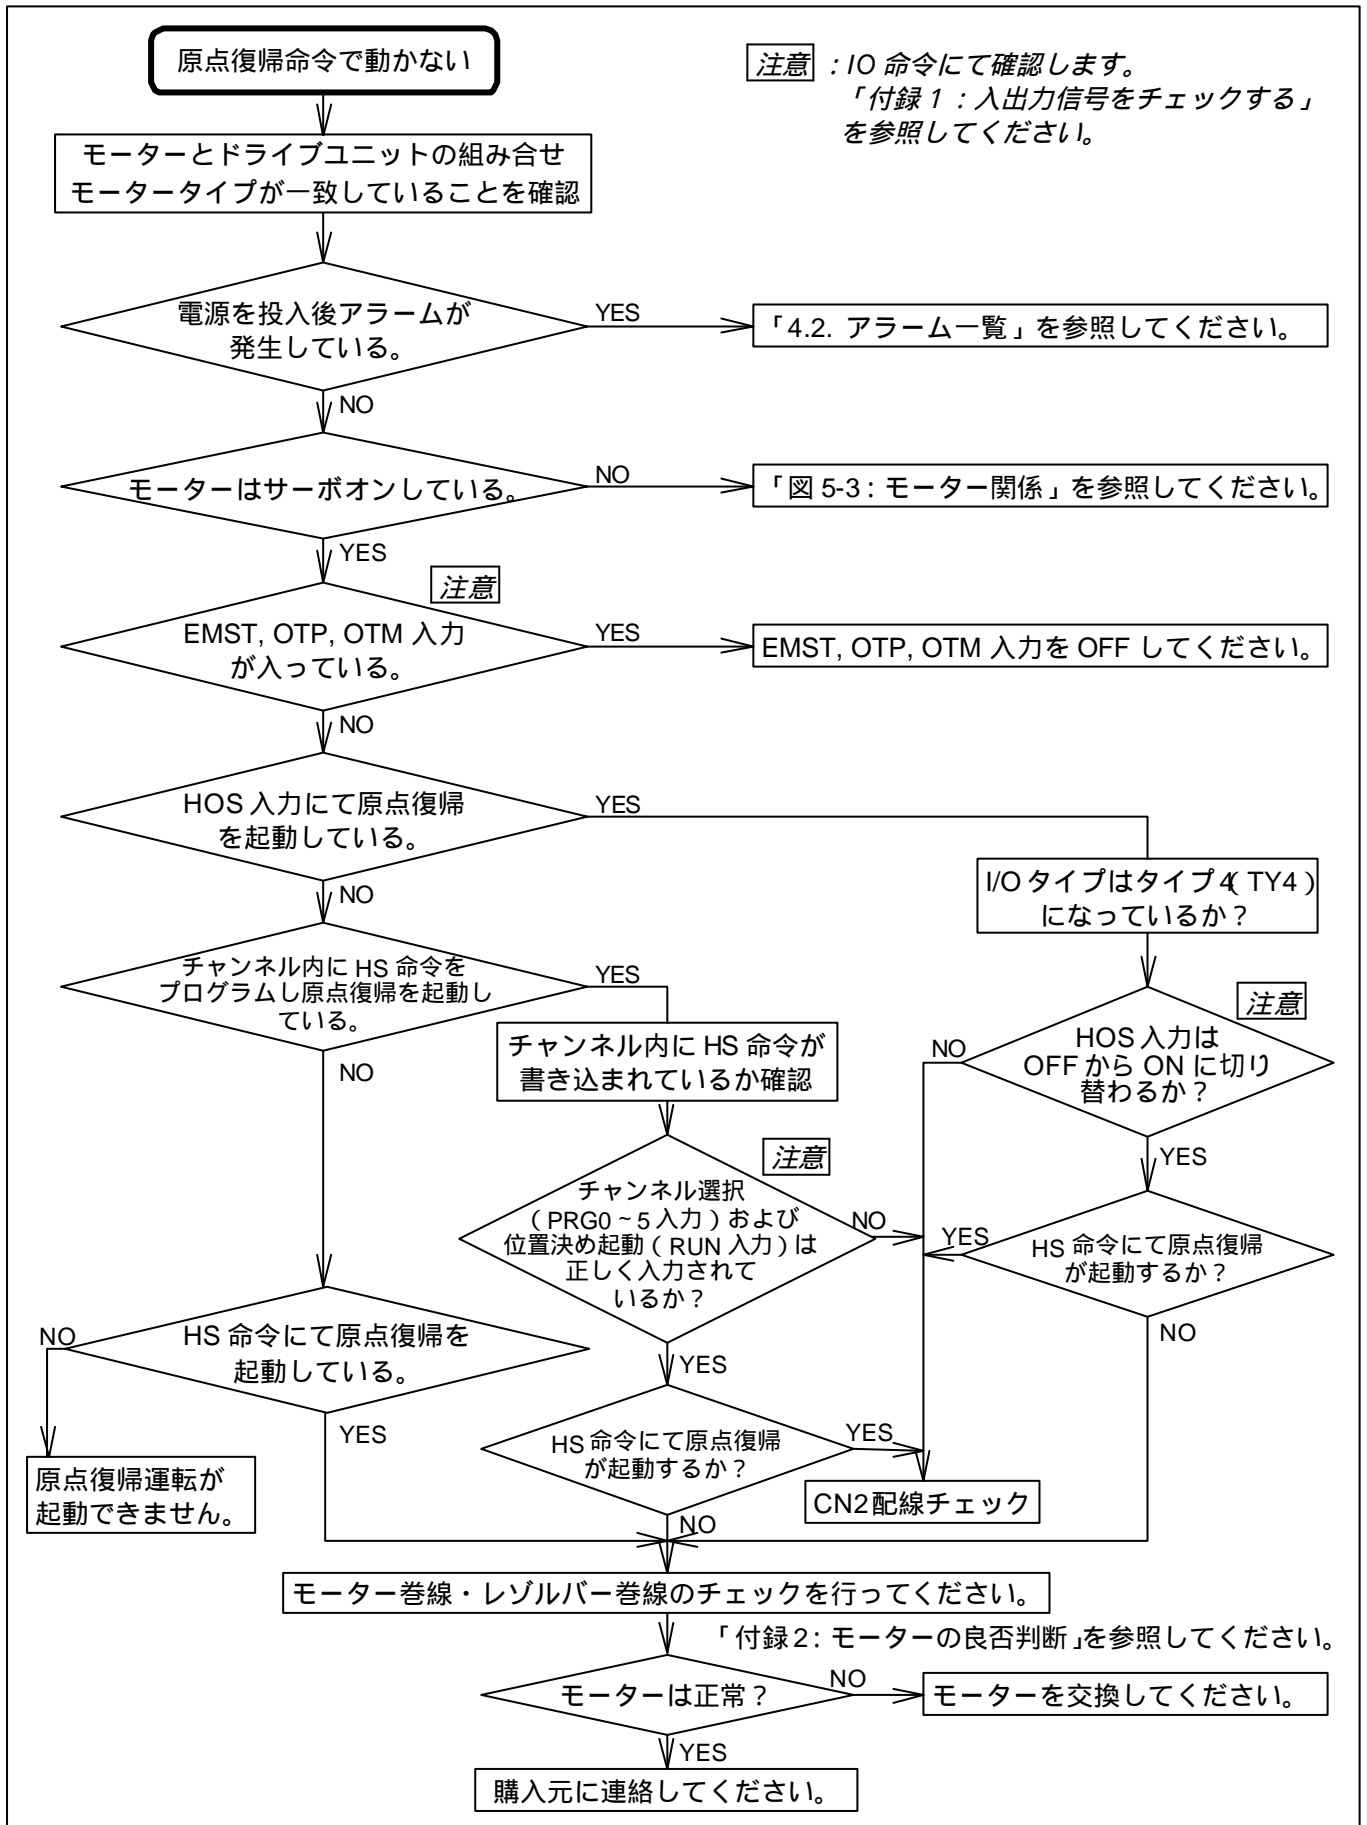 原点復帰命令で動かない
注意 : IO 命令にて確認します。
「付録 1 : 入出力信号をチェックする」
を参照してください。
モーターとドライブユニットの組み合せ
モータータイプが一致していることを確認
電源を投入後アラームが
発生している。
YES
「4.2. アラーム一覧」を参照してください。
NO
モーターはサーボオンしている。
NO
「図 5-3 : モーター関係」を参照してください。
YES
注意
EMST, OTP, OTM 入力
が入っている。
YES
EMST, OTP, OTM 入力を OFF してください。
NO
HOS 入力にて原点復帰
を起動している。
YES
NO
I/O タイプはタイプ4( TY4 )
になっているか？
チャンネル内に HS 命令を
プログラムし原点復帰を起動し
ている。
YES
NO
チャンネル内に HS 命令が
書き込まれているか確認
注意
HOS 入力は
OFF から ON に切り
替わるか？
NO
YES
注意
チャンネル選択
( PRG0 ~ 5 入力 ) および
位置決め起動 ( RUN 入力 ) は
正しく入力されて
いるか？
NO
YES
HS 命令にて原点復帰
が起動するか？
YES
NO
HS 命令にて原点復帰を
起動している。
NO
YES
原点復帰運転が
起動できません。
HS 命令にて原点復帰
が起動するか？
YES
NO
CN2配線チェック
モーター巻線・レゾルバー巻線のチェックを行ってください。
「付録 2 : モーターの良否判断」を参照してください。
モーターは正常？
NO
モーターを交換してください。
YES
購入元に連絡してください。